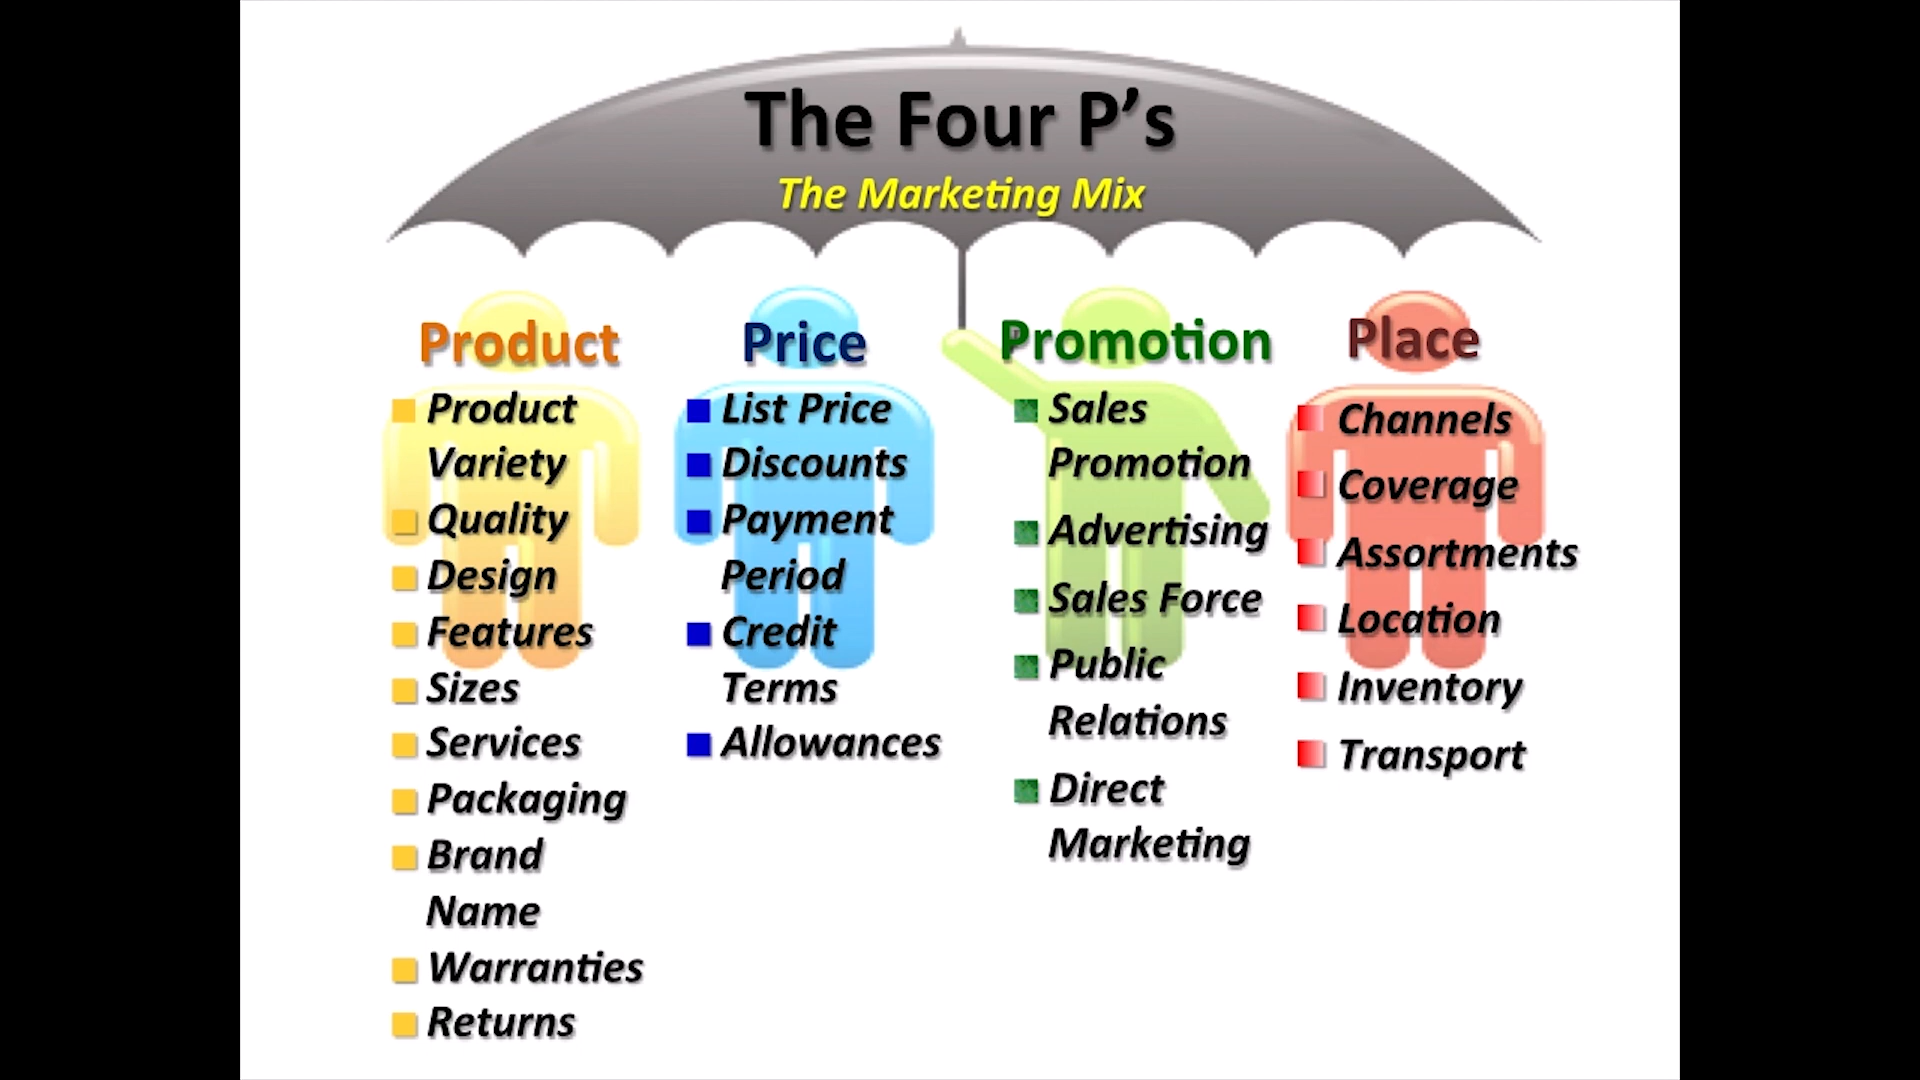 The Four P’s
The Marketing Mix
Product
Product
Variety
Quality
Design
Features
Sizes
Services
Packaging
Brand
Name
Warranties
Returns
Price
List Price
Discounts
Payment
Period
Credit
Terms
Allowances
Promotion
Sales
Promotion
Advertising
Sales Force
Public
Relations
Direct
Marketing
Place
Channels
Coverage
Assortments
Location
Inventory
Transport